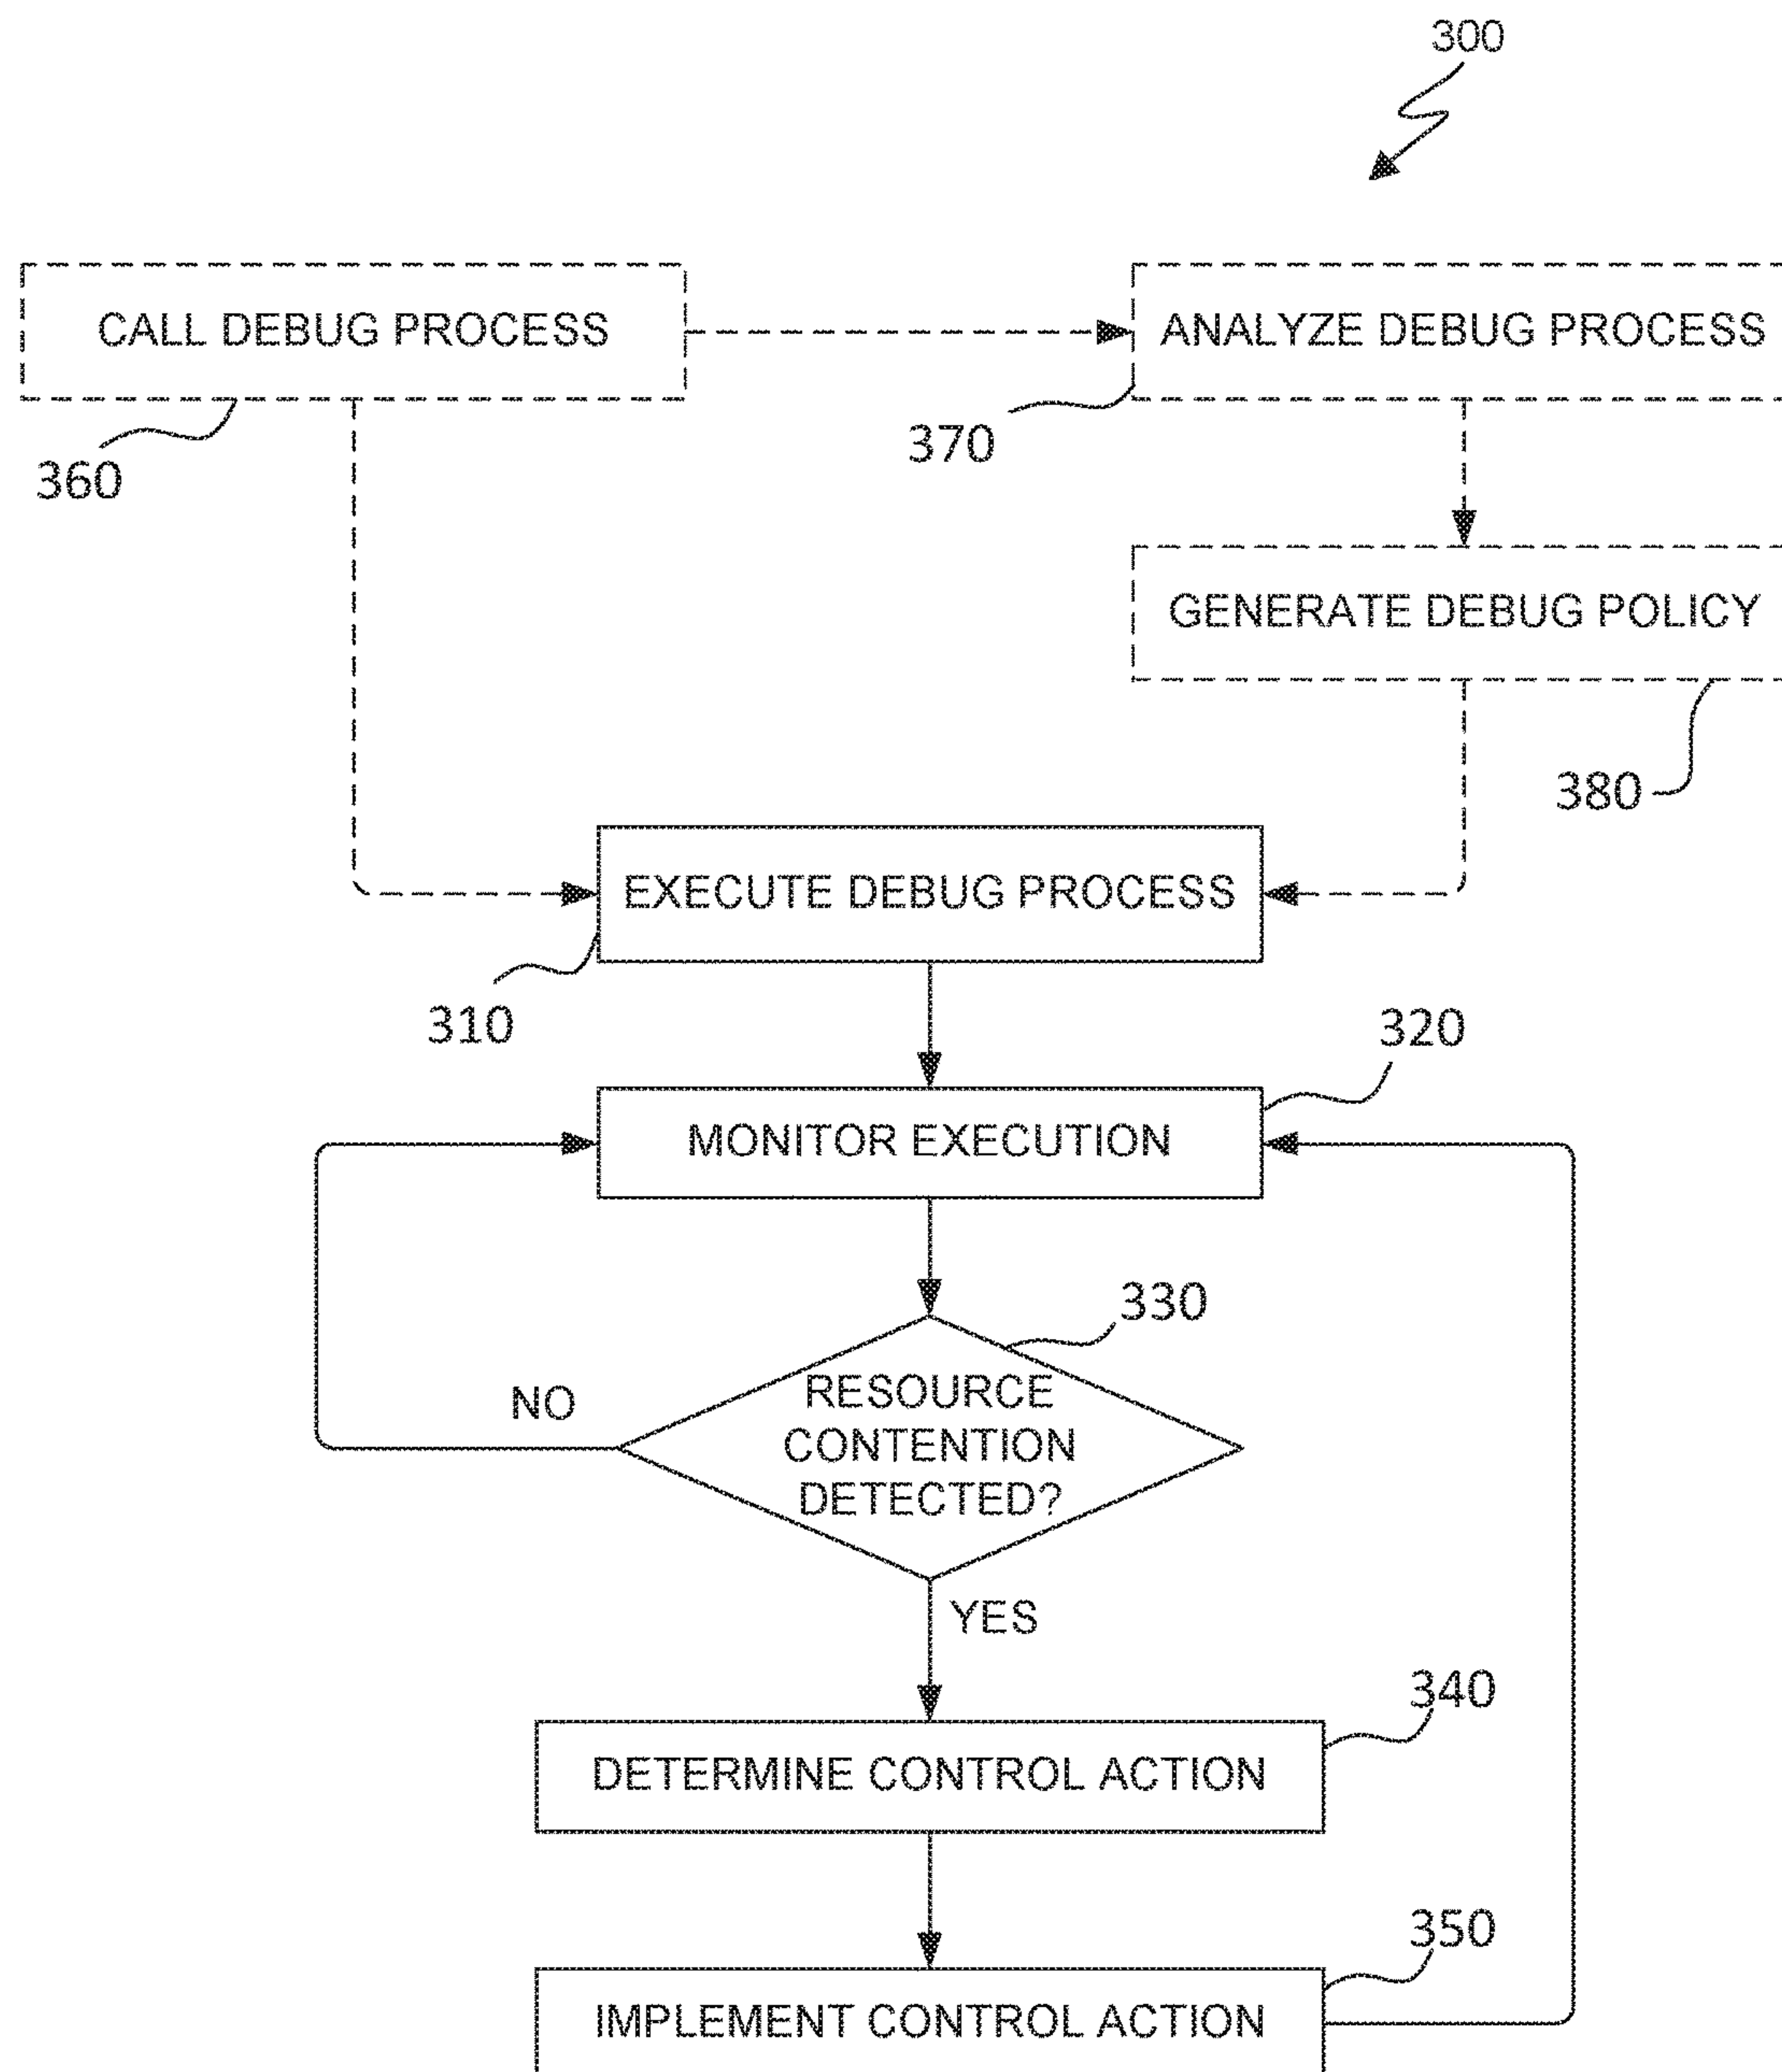 300
CALL DEBUG PROCESS
ANALYZE DEBUG PROCESS
360
370
GENERATE DEBUG POLICY
380
EXECUTE DEBUG PROCESS
310
320
MONITOR EXECUTION
330
RESOURCE
CONTENTION
DETECTED?
NO
YES
340
DETERMINE CONTROL ACTION
350
IMPLEMENT CONTROL ACTION